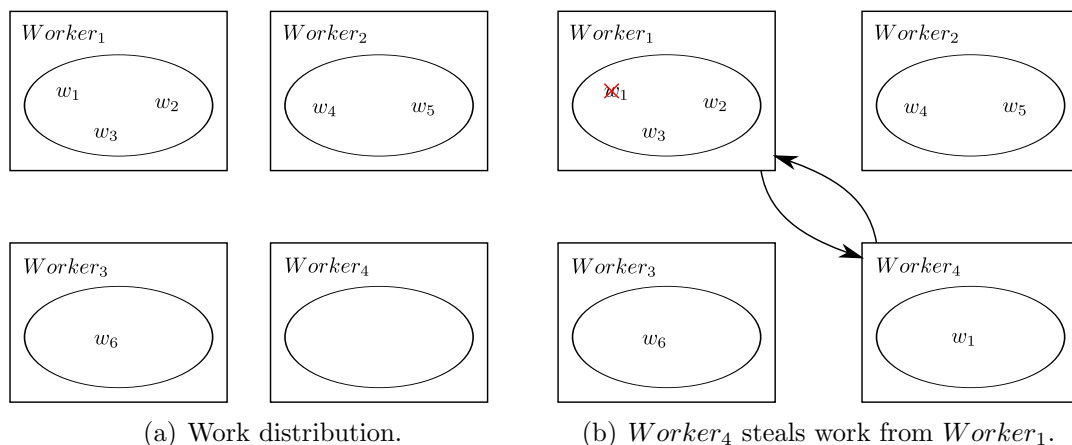 Worker₁
w₁
w₂
w₃
Worker₂
w₄
w₅
Worker₃
w₆
Worker₄
(a) Work distribution.
Worker₁
w₁
w₂
w₃
Worker₂
w₄
w₅
Worker₃
w₆
Worker₄
w₁
(b) Worker₄ steals work from Worker₁.